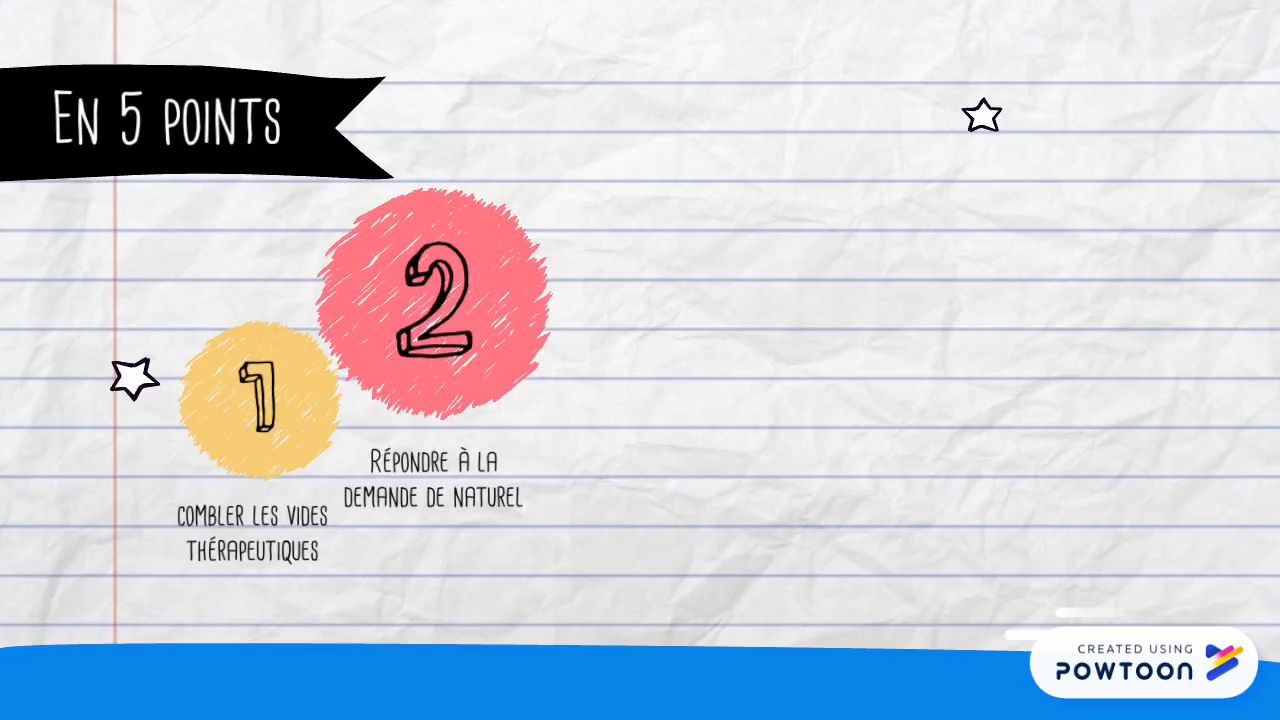 En 5 points
2
1
Répondre à la
demande de naturel
combler les vides
thérapeutiques
CREATED USING
POWTOON